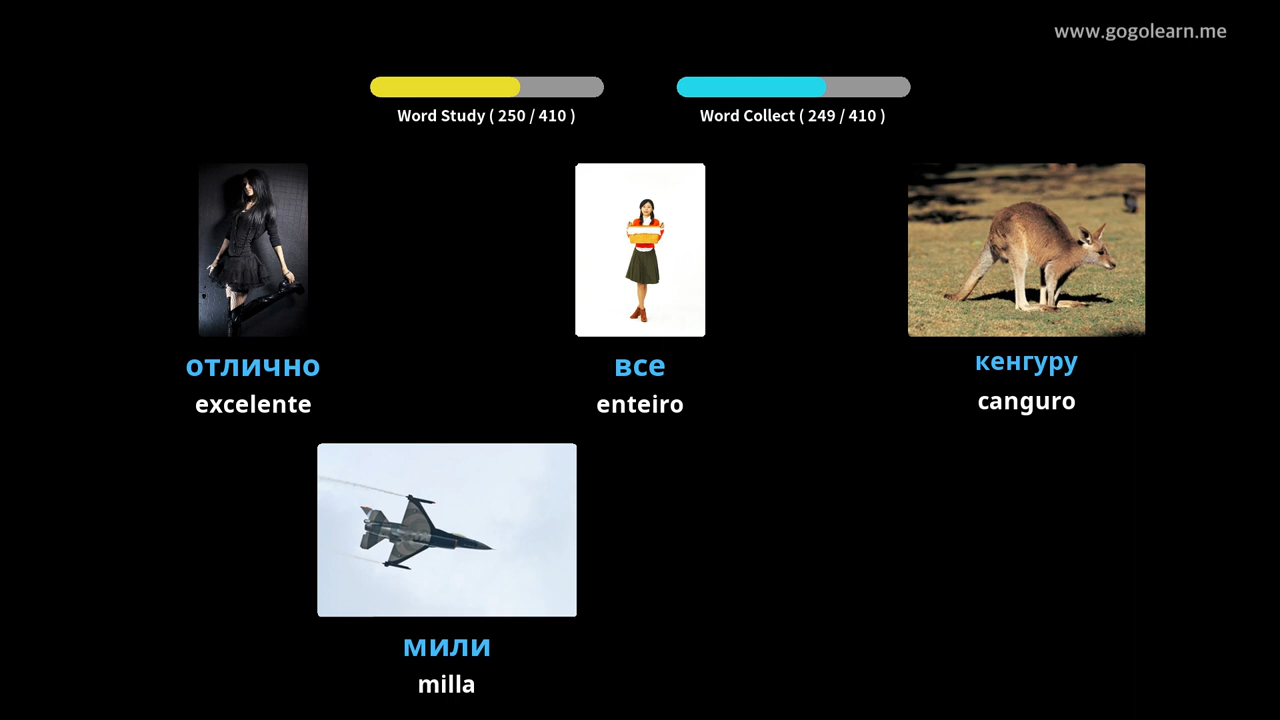 www.gogolearn.me
Word Study ( 250 / 410 )
Word Collect ( 249 / 410 )
отлично
excelente
все
enteiro
кенгуру
canguro
мили
milla